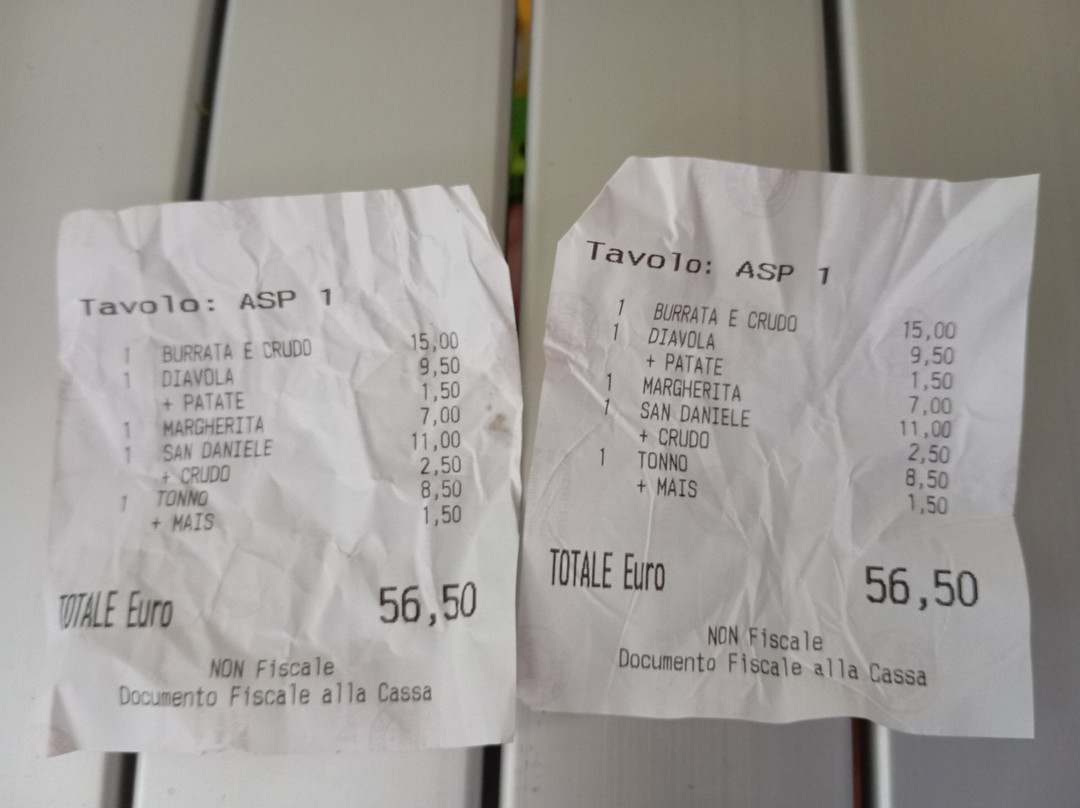 Tavolo: ASP 1
1 BURRATA E CRUDO 15,00
1 DIAVOLA 9,50
+ PATATE 1,50
1 MARGHERITA 7,00
1 SAN DANIELE 11,00
+ CRUDO 2,50
1 TONNO 8,50
+ MAIS 1,50
TOTALE Euro 56,50
NON Fiscale
Documento Fiscale alla Cassa
Tavolo: ASP 1
1 BURRATA E CRUDO 15,00
1 DIAVOLA 9,50
+ PATATE 1,50
1 MARGHERITA 7,00
1 SAN DANIELE 11,00
+ CRUDO 2,50
1 TONNO 8,50
+ MAIS 1,50
TOTALE Euro 56,50
NON Fiscale
Documento Fiscale alla Cassa